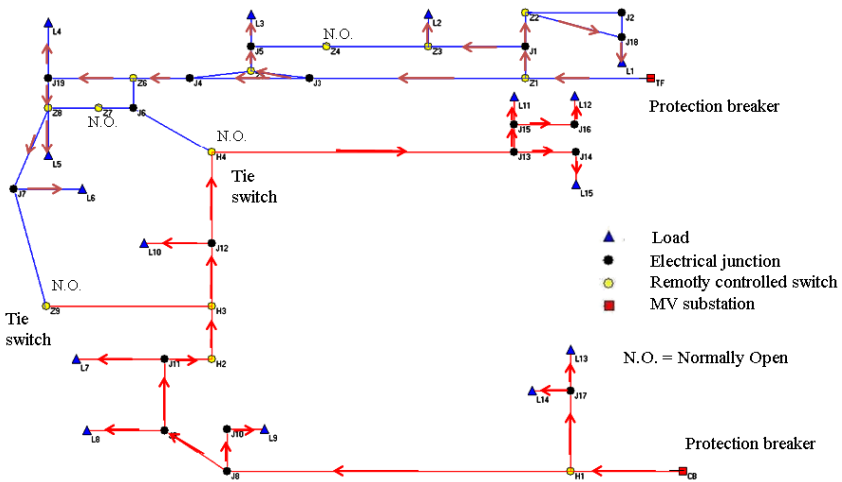 L4
L3
N.O.
Z4
L2
Z2
J2
J5
Z3
J1
J18
L1
J19
Z6
J4
J3
Z1
TF
Protection breaker
Z8
Z7
J6
N.O.
N.O.
H4
L11
L12
J15
J16
J13
J14
L15
L5
J7
L6
Tie
switch
L10
J12
Load
Electrical junction
Remotly controlled switch
MV substation
N.O.
Z9
H3
Tie
switch
L7
J11
H2
L13
N.O. = Normally Open
L14
J17
L8
J10
L9
Protection breaker
J8
H1
CB